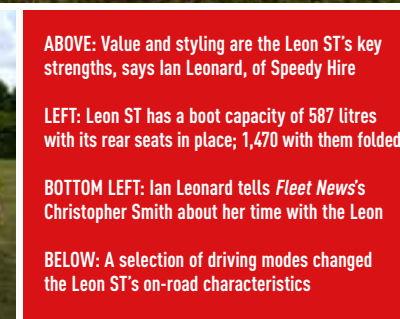 ABOVE: Value and styling are the Leon ST's key
strengths, says Ian Leonard, of Speedy Hire
LEFT: Leon ST has a boot capacity of 587 litres
with its rear seats in place; 1,470 with them folded
BOTTOM LEFT: Ian Leonard tells Fleet News's
Christopher Smith about her time with the Leon
BELOW: A selection of driving modes changed
the Leon ST's on-road characteristics